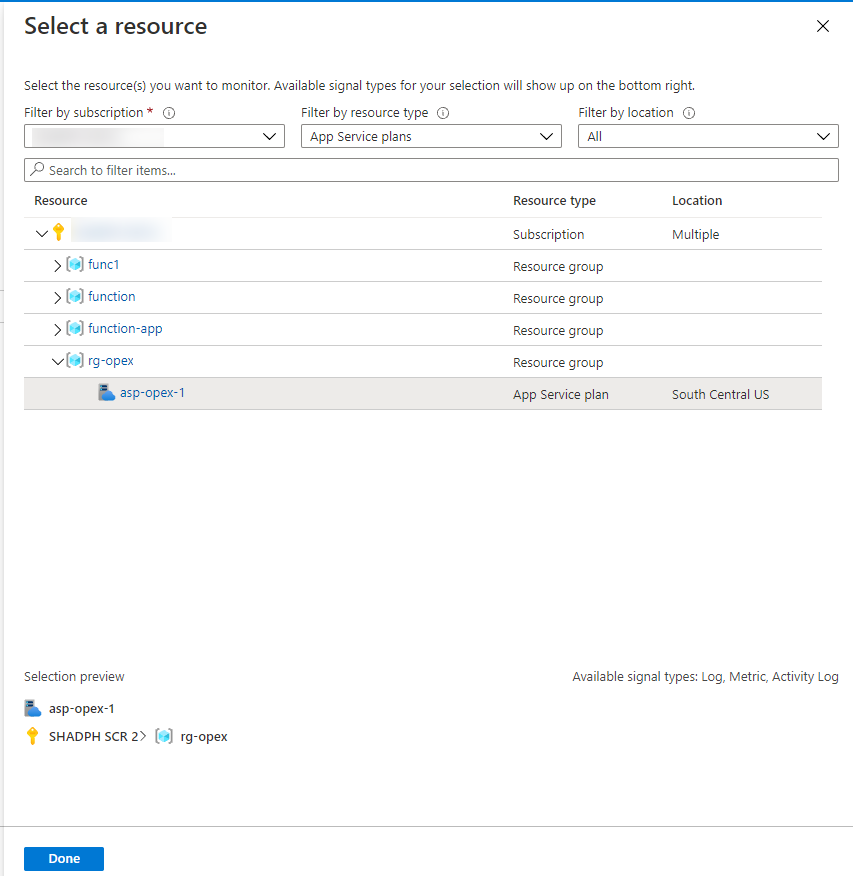 Select a resource
Select the resource(s) you want to monitor. Available signal types for your selection will show up on the bottom right.
Filter by subscription * Filter by resource type Filter by location
App Service plans All
Search to filter items...
Resource Resource type Location
Subscription Multiple
func1 Resource group
function Resource group
function-app Resource group
rg-opex Resource group
asp-opex-1 App Service plan South Central US
Selection preview Available signal types: Log, Metric, Activity Log
asp-opex-1
SHADPH SCR 2> rg-opex
Done